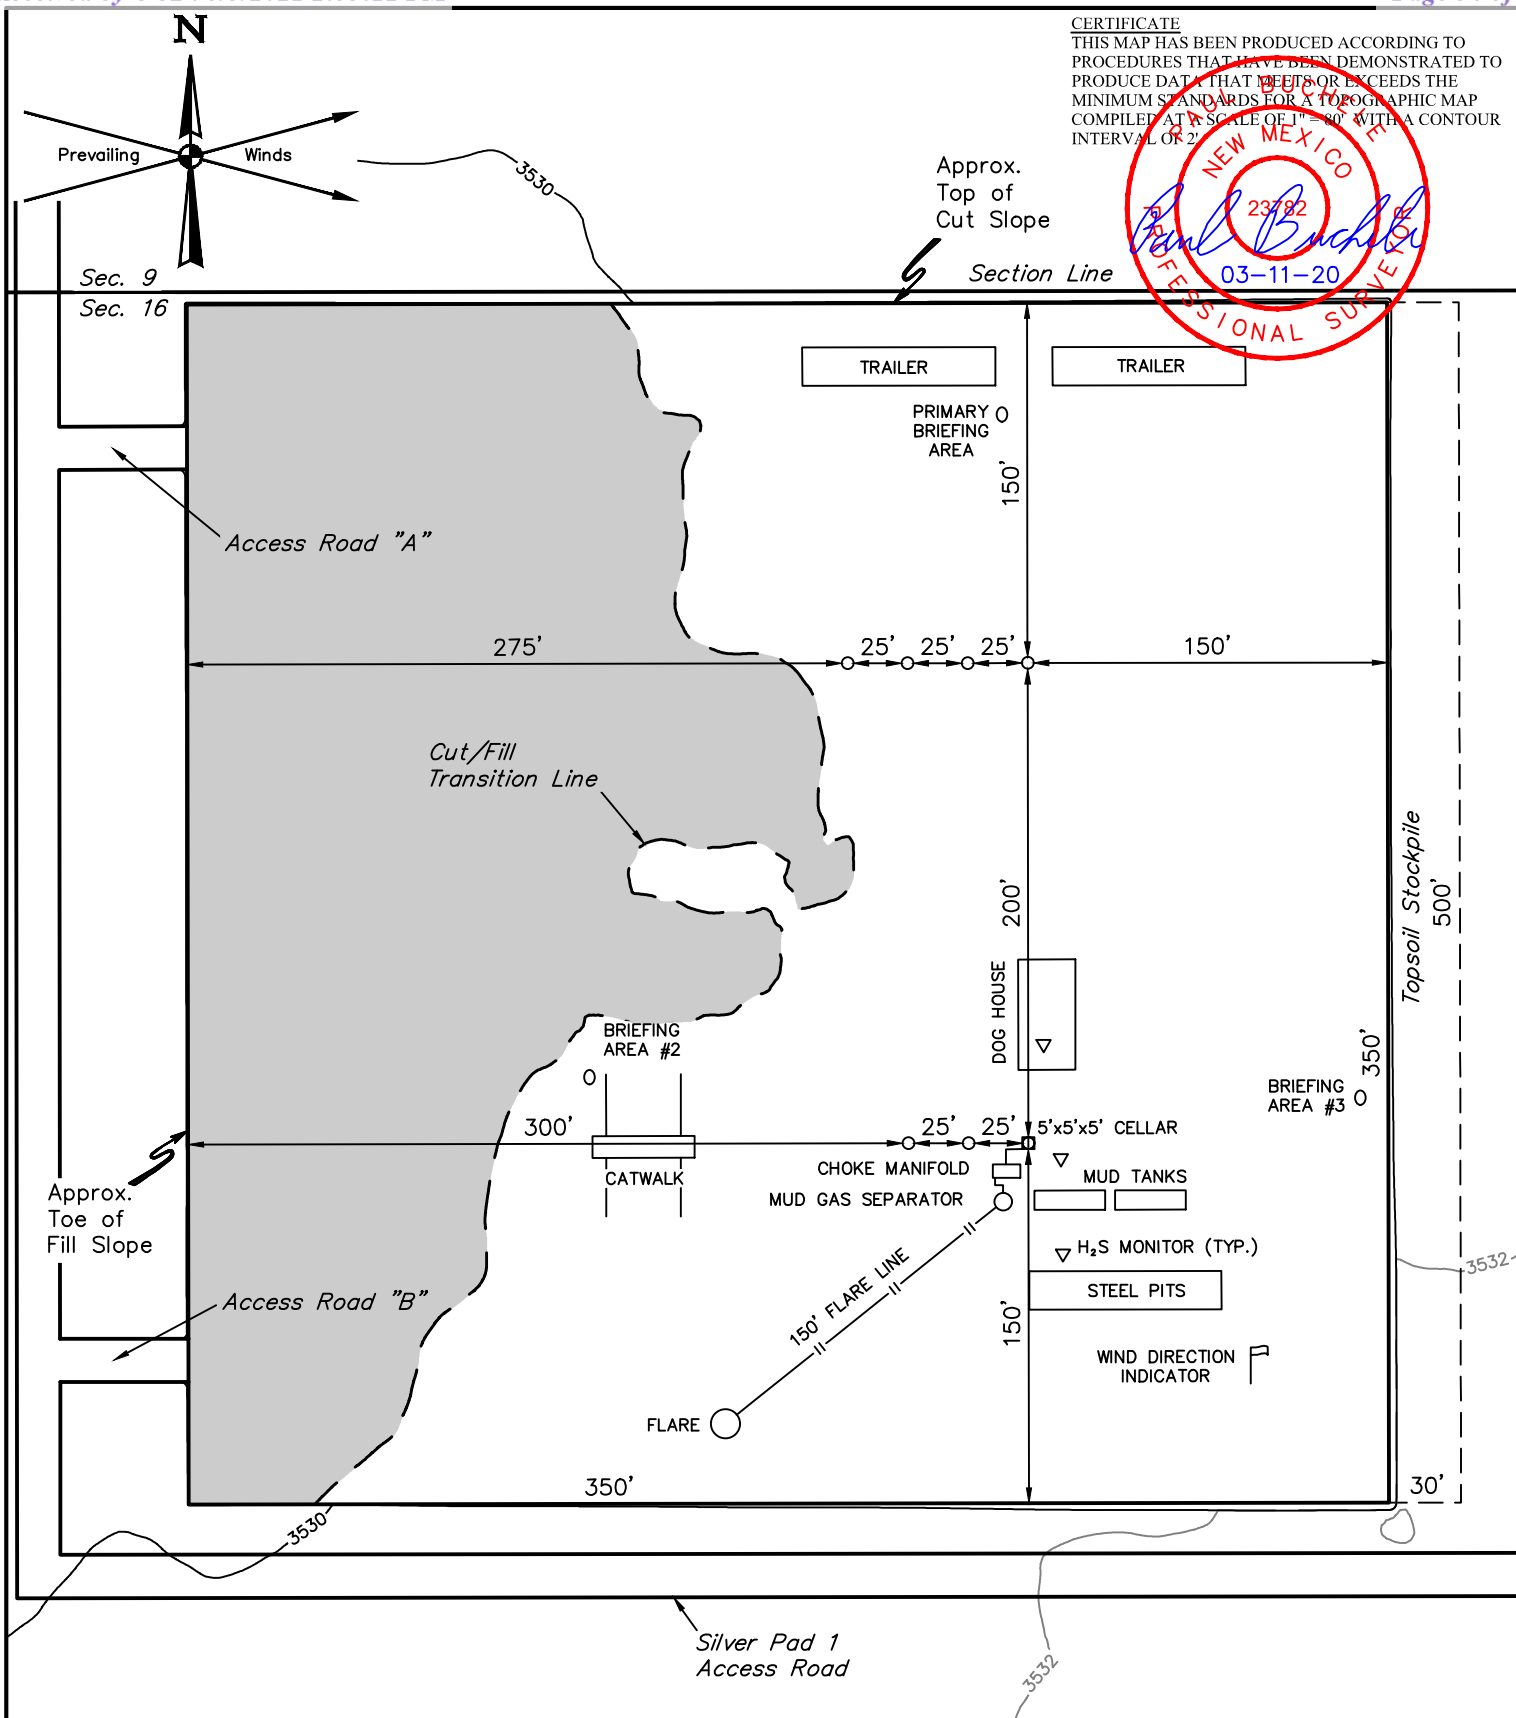 N
Prevailing Winds
CERTIFICATE
THIS MAP HAS BEEN PRODUCED ACCORDING TO
PROCEDURES THAT HAVE BEEN DEMONSTRATED TO
PRODUCE DATA THAT MEETS OR EXCEEDS THE
MINIMUM STANDARDS FOR A TOPOGRAPHIC MAP
COMPILED AT A SCALE OF 1" = 80' WITH A CONTOUR
INTERVAL OF 2'.
PAUL BUCHELE
NEW MEXICO
23782
PROFESSIONAL SURVEYOR
Paul Buchele
03-11-20
3530
Approx.
Top of
Cut Slope
Section Line
Sec. 9
Sec. 16
TRAILER
TRAILER
PRIMARY
BRIEFING
AREA
150'
Access Road "A"
275'
25'
25'
25'
150'
Cut/Fill
Transition Line
200'
Topsoil Stockpile
500'
DOG HOUSE
BRIEFING
AREA #2
350'
BRIEFING
AREA #3
300'
25'
25'
5'x5'x5' CELLAR
CHOKE MANIFOLD
CATWALK
MUD TANKS
MUD GAS SEPARATOR
Approx.
Toe of
Fill Slope
H₂S MONITOR (TYP.)
3532
STEEL PITS
150' FLARE LINE
150'
Access Road "B"
WIND DIRECTION
INDICATOR
FLARE
350'
30'
3530
Silver Pad 1
Access Road
3532